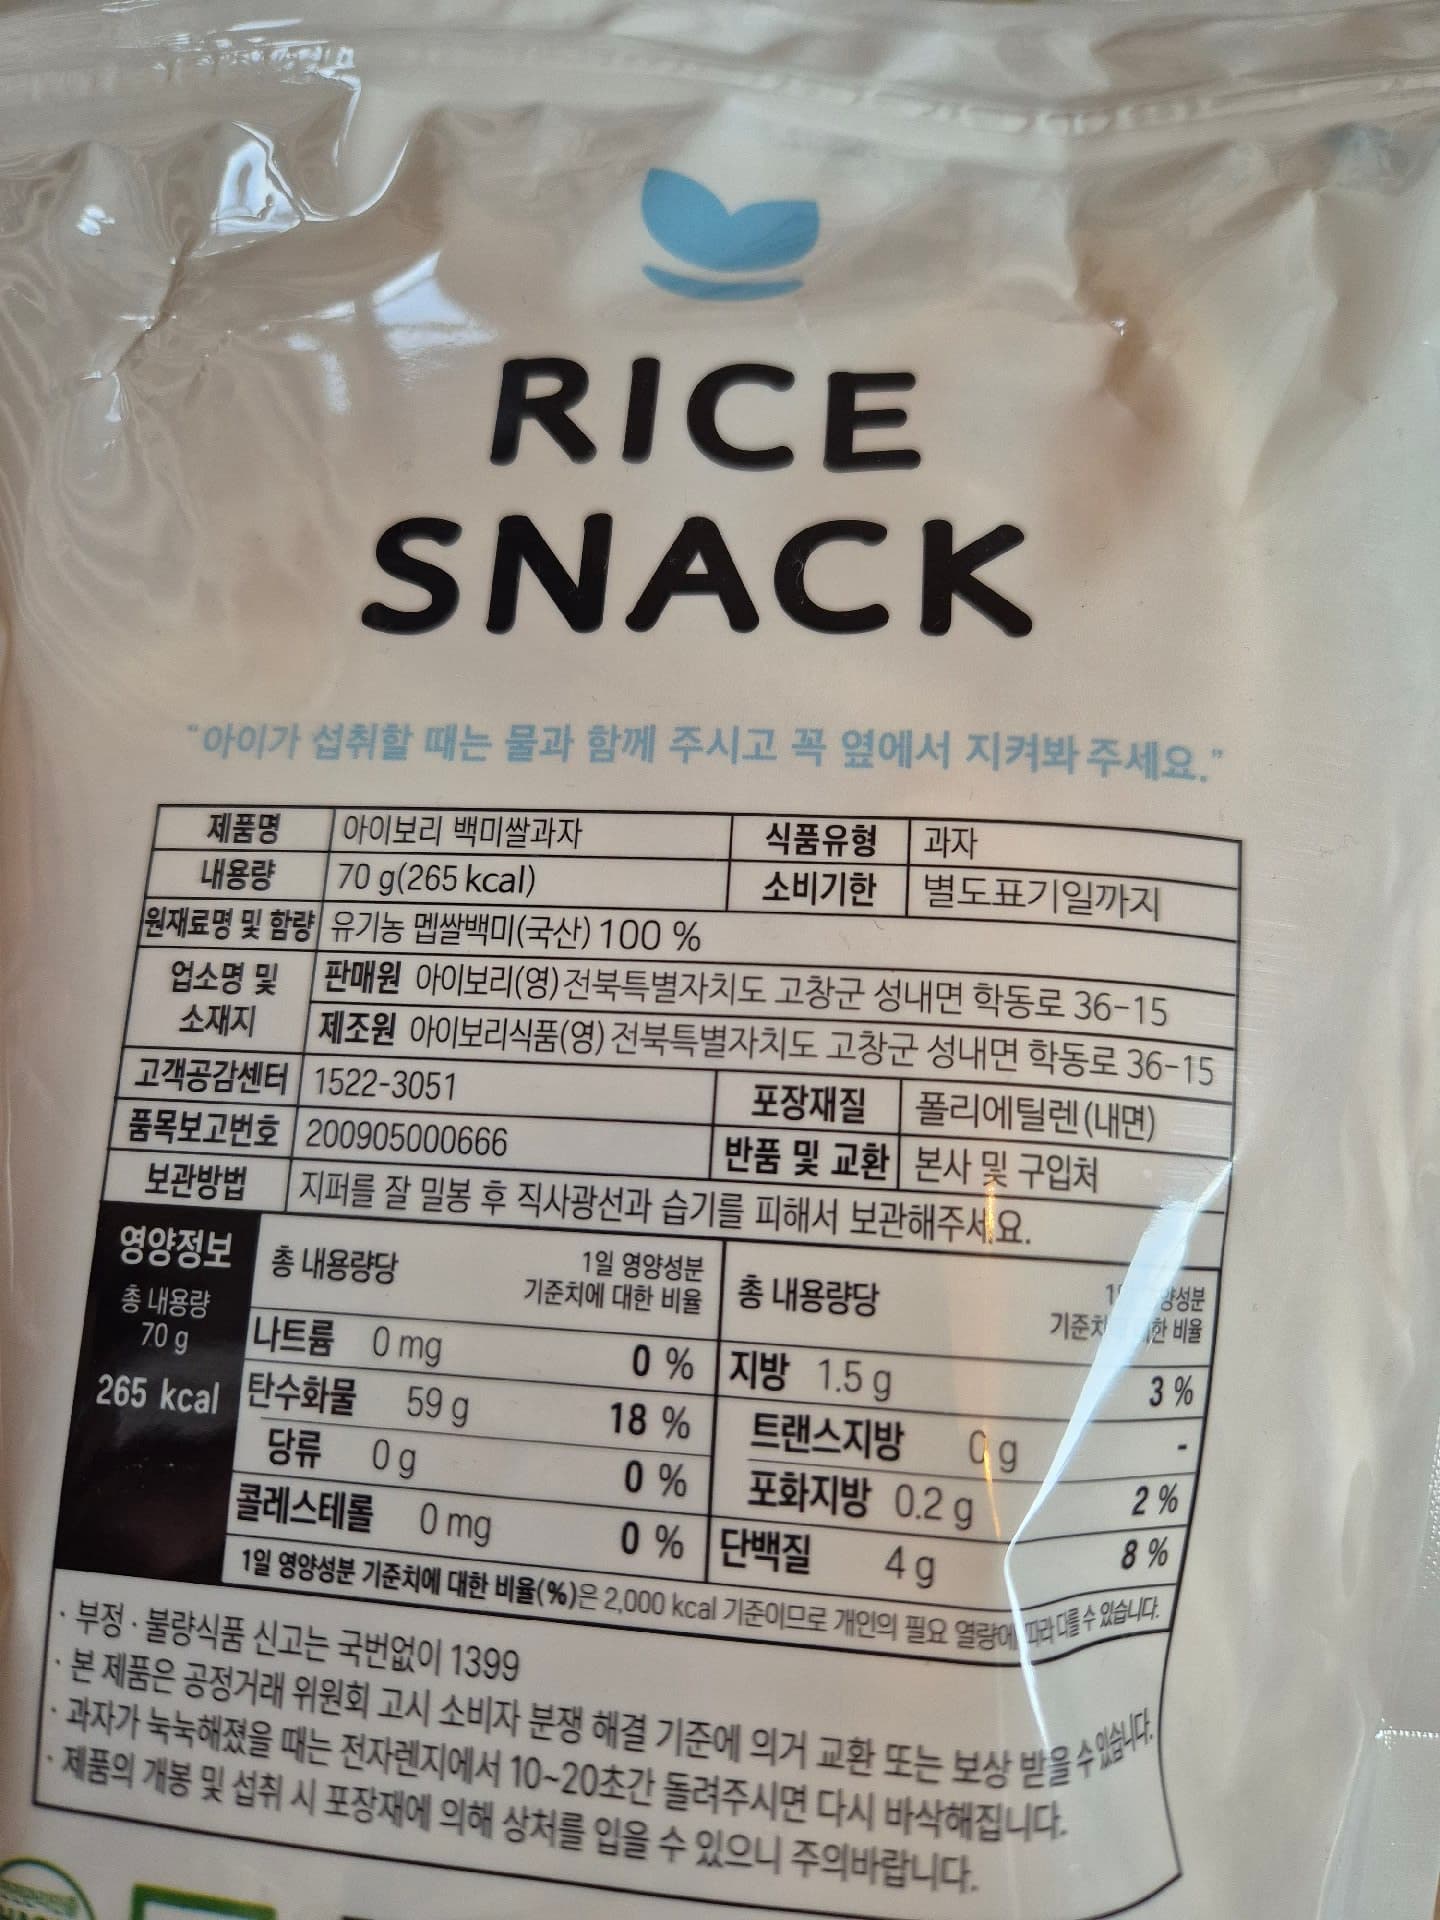 RICE
SNACK
"아이가 섭취할 때는 물과 함께 주시고 꼭 옆에서 지켜봐 주세요."
제품명 아이보리 백미쌀과자 식품유형 과자
내용량 70 g(265 kcal) 소비기한 별도표기일까지
원재료명 및 함량 유기농 멥쌀백미(국산) 100 %
업소명 및 소재지 판매원 아이보리(영) 전북특별자치도 고창군 성내면 학동로 36-15
제조원 아이보리식품(영) 전북특별자치도 고창군 성내면 학동로 36-15
고객공감센터 1522-3051 포장재질 폴리에틸렌(내면)
품목보고번호 200905000666 반품 및 교환 본사 및 구입처
보관방법 지퍼를 잘 밀봉 후 직사광선과 습기를 피해서 보관해주세요.
영양정보
총 내용량
70 g
265 kcal
총 내용량당 1일 영양성분
기준치에 대한 비율
나트륨 0 mg 0 %
탄수화물 59 g 18 %
당류 0 g 0 %
콜레스테롤 0 mg 0 %
총 내용량당
비율
지방 1.5 g 3 %
트랜스지방 0 g -
포화지방 0.2 g 2 %
단백질 4 g 8 %
1일 영양성분 기준치에 대한 비율(%)은 2,000 kcal 기준이므로 개인의 필요 열량에 따라 다를 수 있습니다.
· 부정 · 불량식품 신고는 국번없이 1399
· 본 제품은 공정거래 위원회 고시 소비자 분쟁 해결 기준에 의거 교환 또는 보상 받을 수 있습니다.
· 과자가 눅눅해졌을 때는 전자렌지에서 10~20초간 돌려주시면 다시 바삭해집니다.
· 제품의 개봉 및 섭취 시 포장재에 의해 상처를 입을 수 있으니 주의바랍니다.